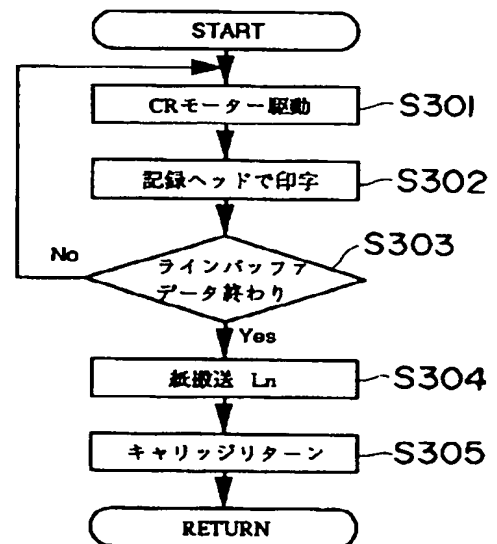 START
CRモーター駆動
S301
記録ヘッドで印字
S302
No
S303
ラインバッファ
データ終わり
Yes
紙搬送 Ln
S304
キャリッジリターン
S305
RETURN